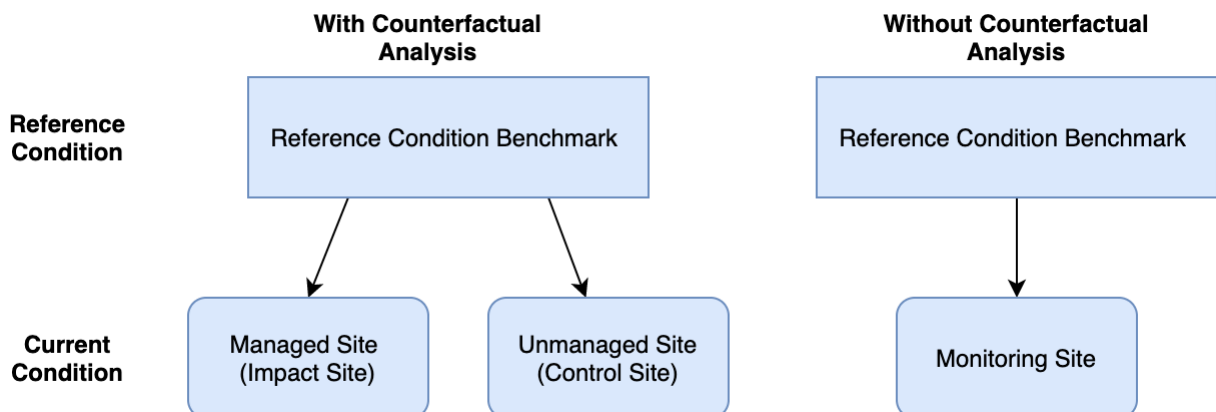 With Counterfactual
Analysis
Without Counterfactual
Analysis
Reference
Condition
Reference Condition Benchmark
Reference Condition Benchmark
Current
Condition
Managed Site
(Impact Site)
Unmanaged Site
(Control Site)
Monitoring Site